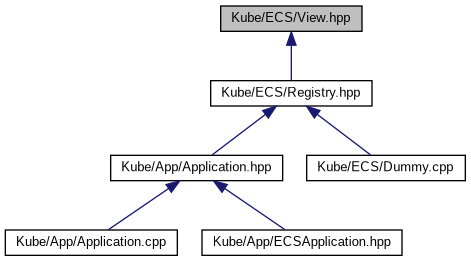 Kube/ECS/View.hpp
Kube/ECS/Registry.hpp
Kube/App/Application.hpp
Kube/ECS/Dummy.cpp
Kube/App/Application.cpp
Kube/App/ECSApplication.hpp